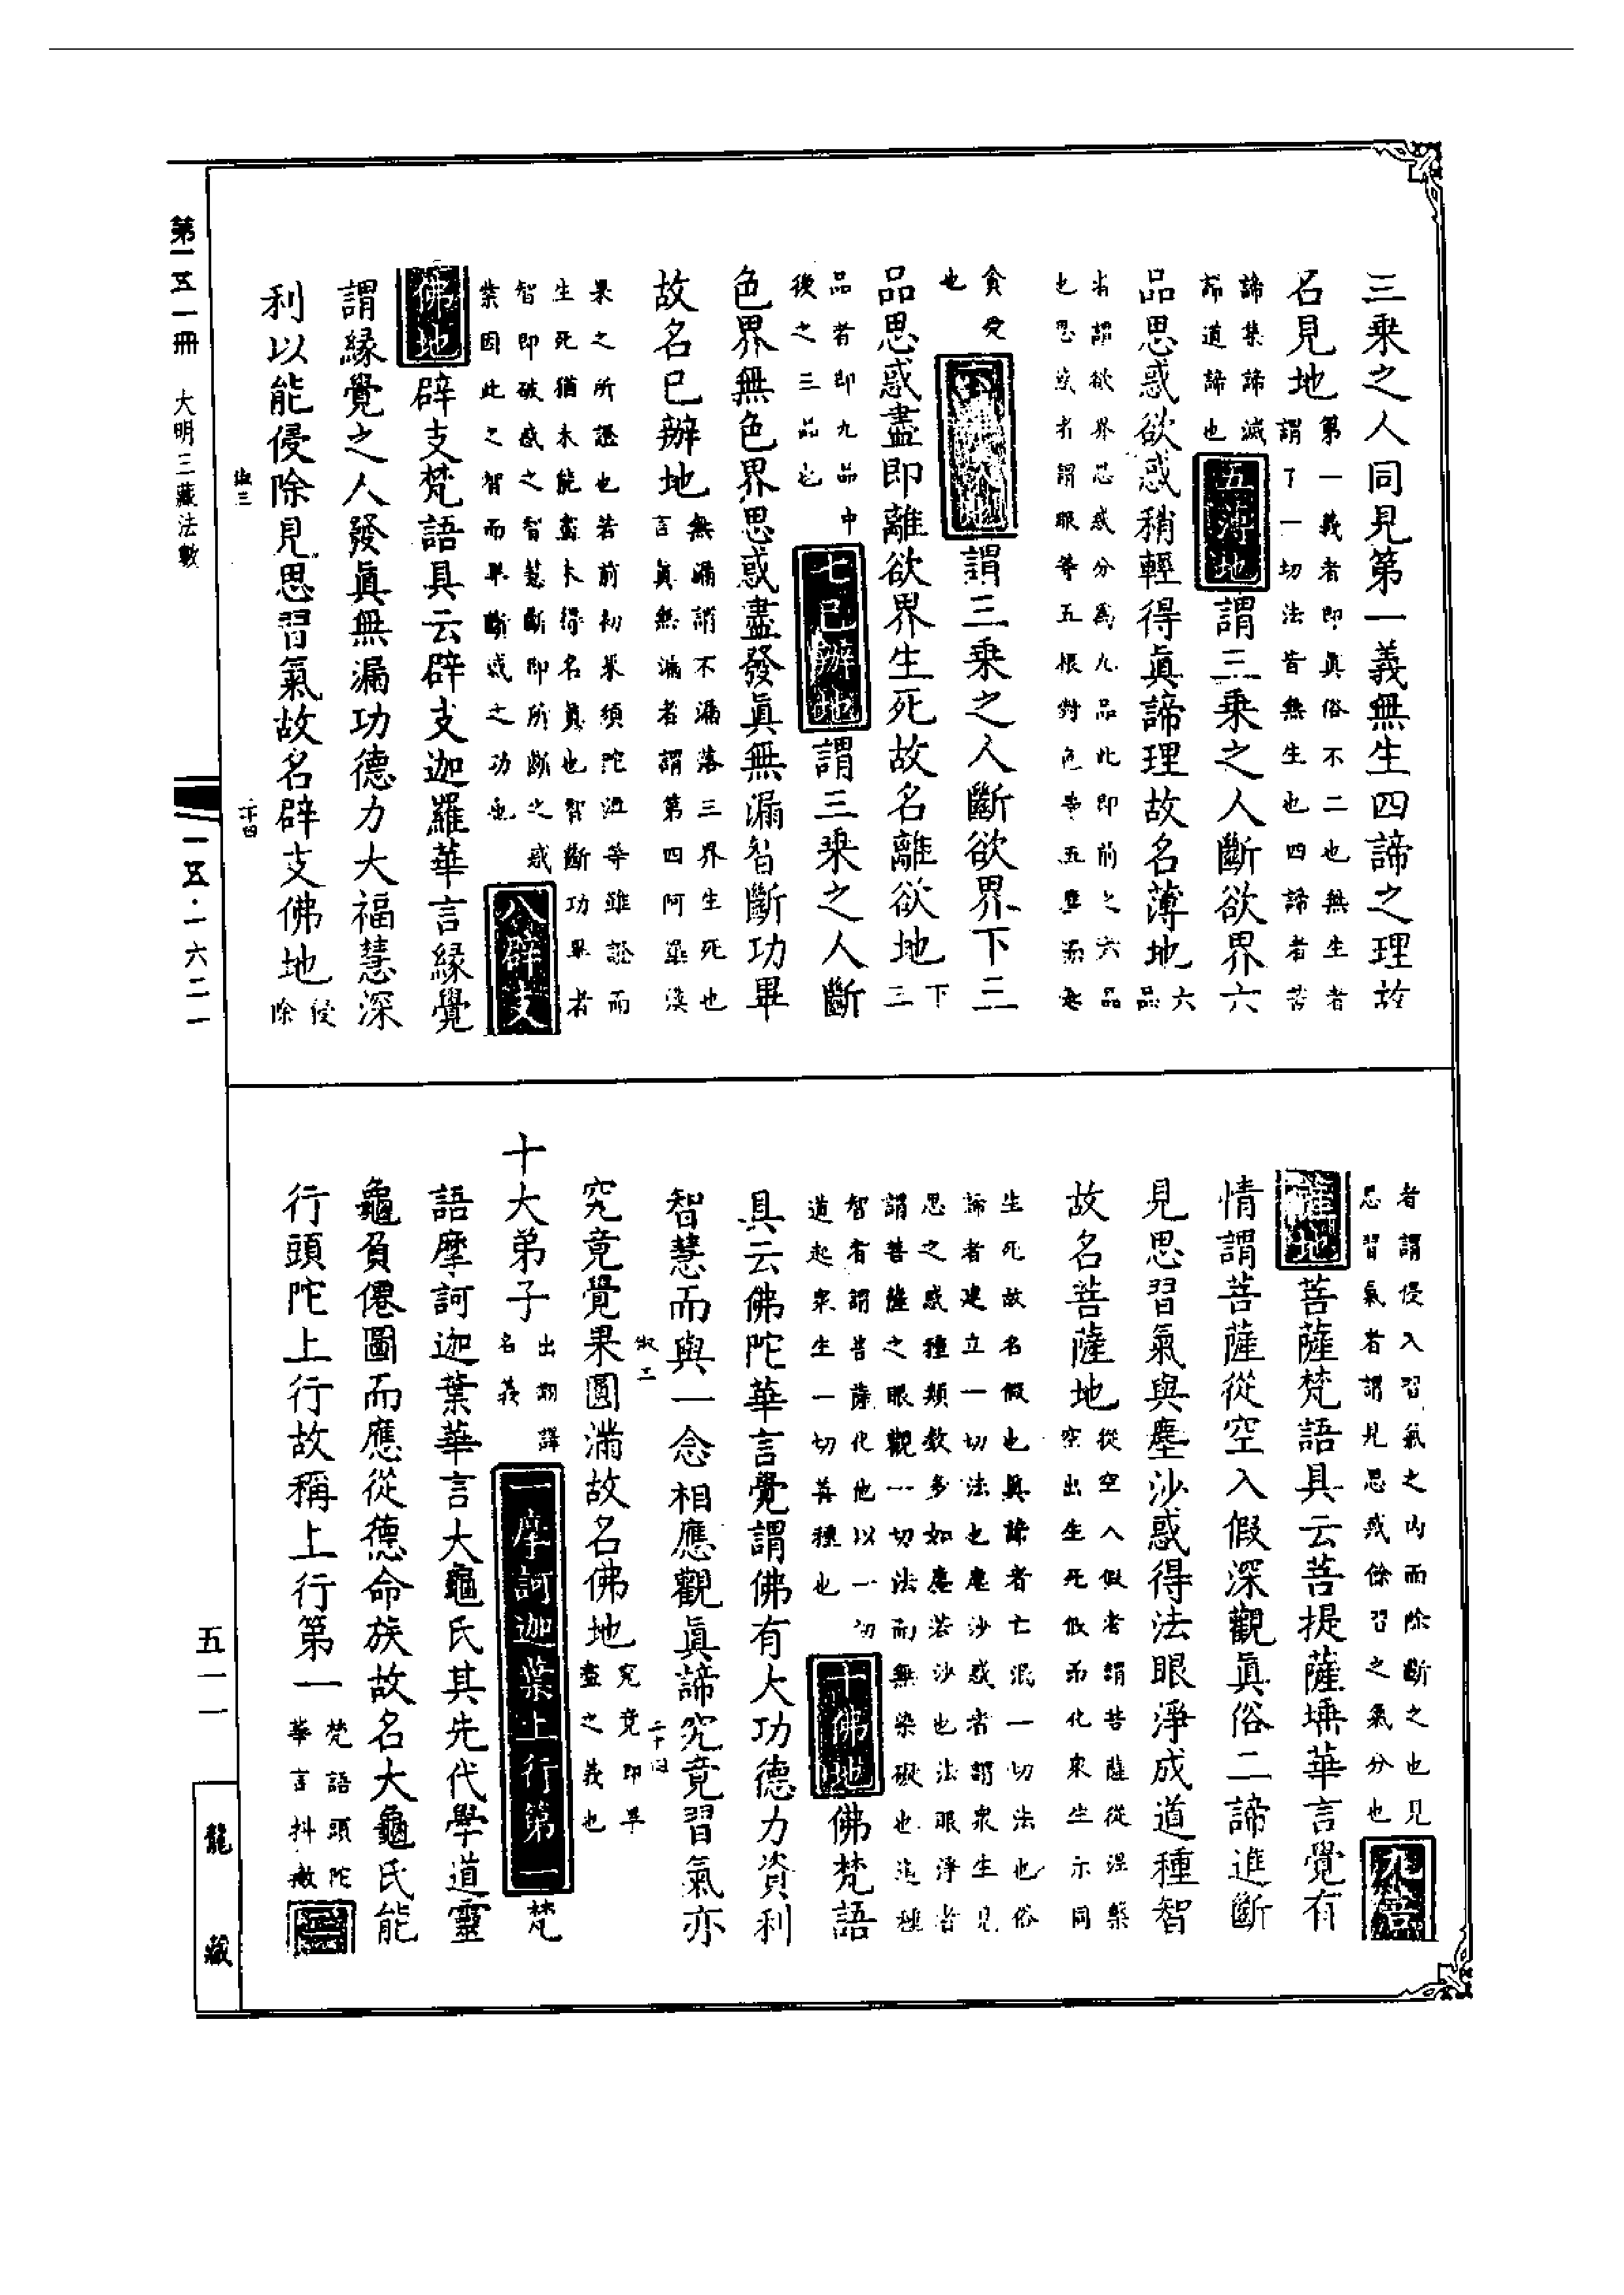 三乘之人同見第一義無生四諦之理故
名見地第一義者即眞俗不二也無生者
謂了一切法皆無生也四諦者苦
諦集諦滅
諦道諦也五薄地謂三乘之人斷欲界六
品思惑欲惑稍輕得眞諦理故名薄地六品
者謂欲界思惑分爲九品此即前之六品
也思惑者謂眼等五根對色等五塵而起
貪愛
也六離欲地謂三乘之人斷欲界下三
品思惑盡即離欲界生死故名離欲地下三
品者即九品中
後之三品也七已辦地謂三乘之人斷
色界無色界思惑盡發眞無漏智斷功畢
故名已辦地無漏謂不漏落三界生死也
言眞無漏者謂第四阿羅漢
果之所證也若前初果須陀洹等雖證而
生死猶未能盡未得名眞也智斷功畢者
智即破惑之智慧斷即所斷之惑
業因此之智而畢斷惑之功也八辟支
佛地辟支梵語具云辟支迦羅華言緣覺
謂緣覺之人發眞無漏功德力大福慧深
利以能侵除見思習氣故名辟支佛地侵除
者謂侵入習氣之內而除斷之也見
思習氣者謂見思惑餘習之氣分也九菩
薩地菩薩梵語具云菩提薩埵華言覺有
情謂菩薩從空入假深觀眞俗二諦進斷
見思習氣與塵沙惑得法眼淨成道種智
故名菩薩地從空入假者謂菩薩從涅槃
空出生死假而化衆生示同
生死故名假也眞諦者亡泯一切法也俗
諦者建立一切法也塵沙惑者謂衆生見
思之惑種類數多如塵若沙也法眼淨者
謂菩薩之眼觀一切法而無染礙也道種
智者謂菩薩化他以一切
道起衆生一切善種也十佛地佛梵語
具云佛陀華言覺謂佛有大功德力資利
智慧而與一念相應觀眞諦究竟習氣亦
究竟覺果圓滿故名佛地究竟即畢
盡之義也
十大弟子出翻譯
名義一摩訶迦葉上行第一梵
語摩訶迦葉華言大龜氏其先代學道靈
龜負僊圖而應從德命族故名大龜氏能
行頭陀上行故稱上行第一梵語頭陀
華言抖擻二
第一五一冊 大明三藏法數
一五·一六二一
五一一
龍藏